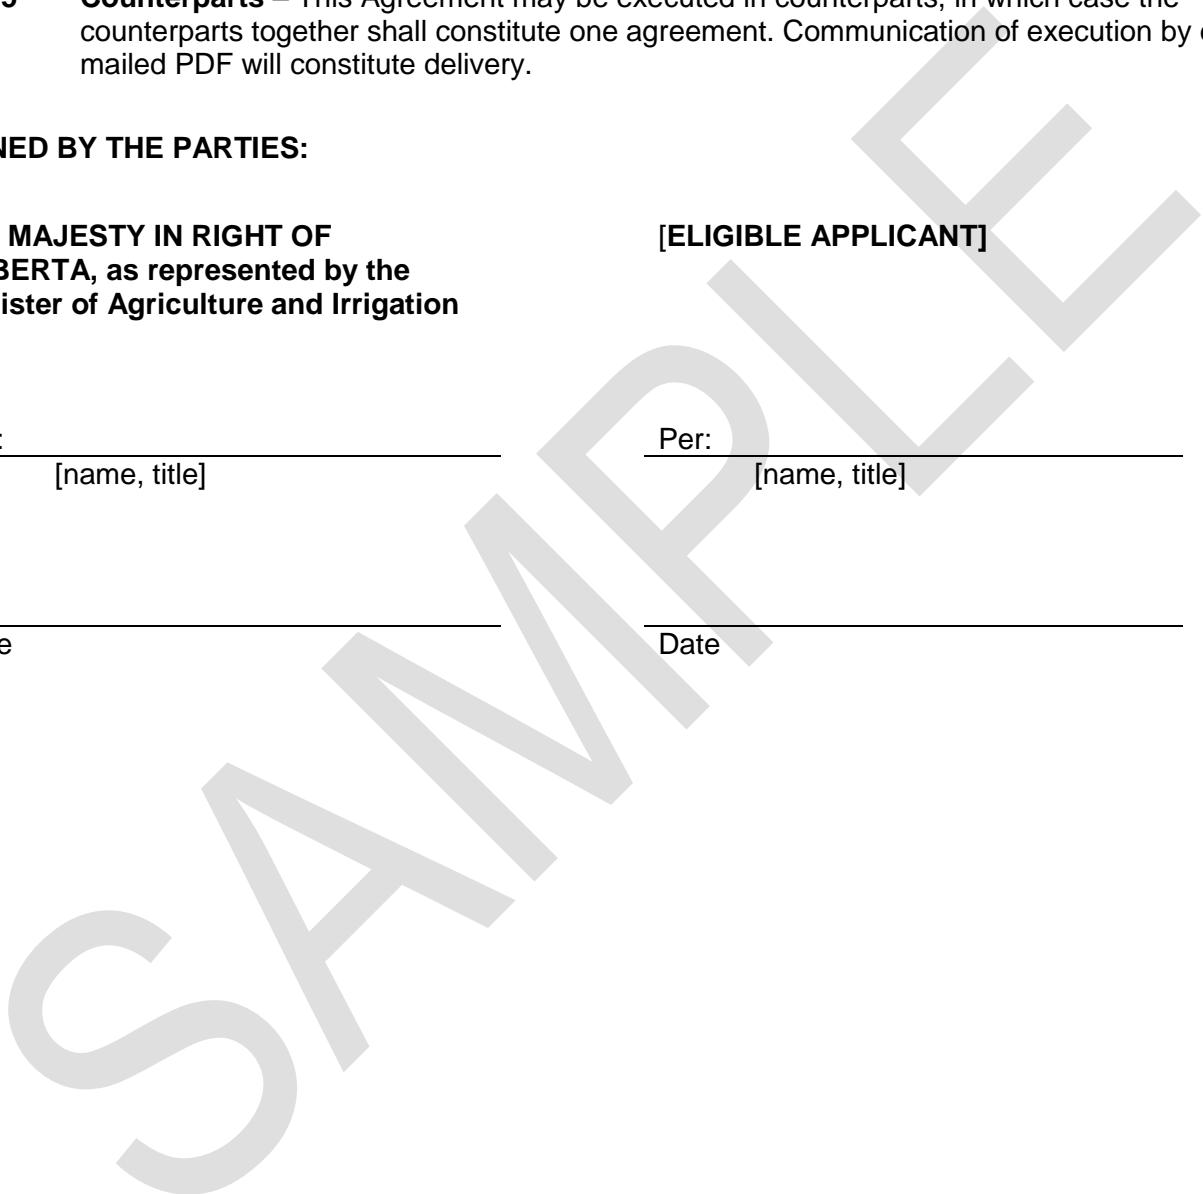 Counterparts – This Agreement may be executed in counterparts, in which case the
counterparts together shall constitute one agreement. Communication of execution by
mailed PDF will constitute delivery.
NED BY THE PARTIES:
MAJESTY IN RIGHT OF
BERTA, as represented by the
ister of Agriculture and Irrigation
[ELIGIBLE APPLICANT]
:
Per:
[name, title]
[name, title]
e
Date
SAMPLE